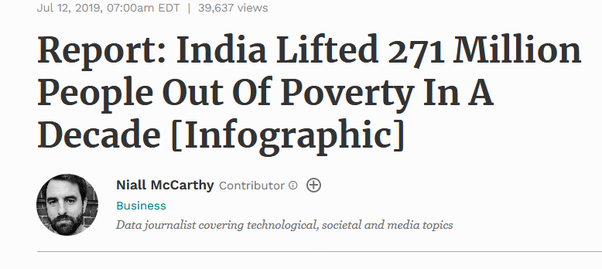 Jul 12, 2019, 07:00am EDT | 39,637 views
Report: India Lifted 271 Million
People Out Of Poverty In A
Decade [Infographic]
Niall McCarthy Contributor
Business
Data journalist covering technological, societal and media topics